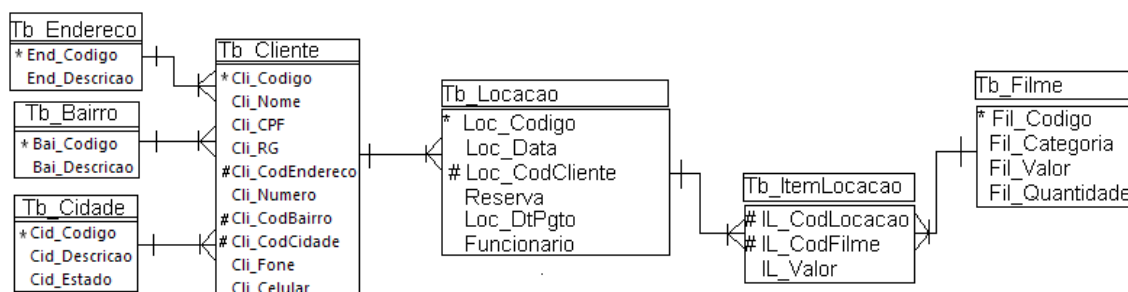 Tb_Endereco
* End_Codigo
End_Descricao
Tb_Bairro
* Bai_Codigo
Bai_Descricao
Tb_Cidade
* Cid_Codigo
Cid_Descricao
Cid_Estado
Tb_Cliente
* Cli_Codigo
Cli_Nome
Cli_CPF
Cli_RG
# Cli_CodEndereco
Cli_Numero
# Cli_CodBairro
# Cli_CodCidade
Cli_Fone
Cli_Celular
Tb_Locacao
* Loc_Codigo
Loc_Data
# Loc_CodCliente
Reserva
Loc_DtPgto
Funcionario
Tb_ItemLocacao
# IL_CodLocacao
# IL_CodFilme
IL_Valor
Tb_Filme
* Fil_Codigo
Fil_Categoria
Fil_Valor
Fil_Quantidade